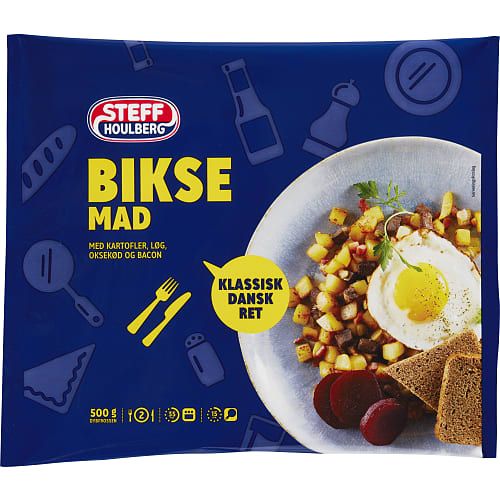 STEFF
HOULBERG
BIKSE
MAD
MED KARTOFLER, LØG,
OKSEKØD OG BACON
KLASSISK
DANSK
RET
500 g
DYBFROSSEN
2